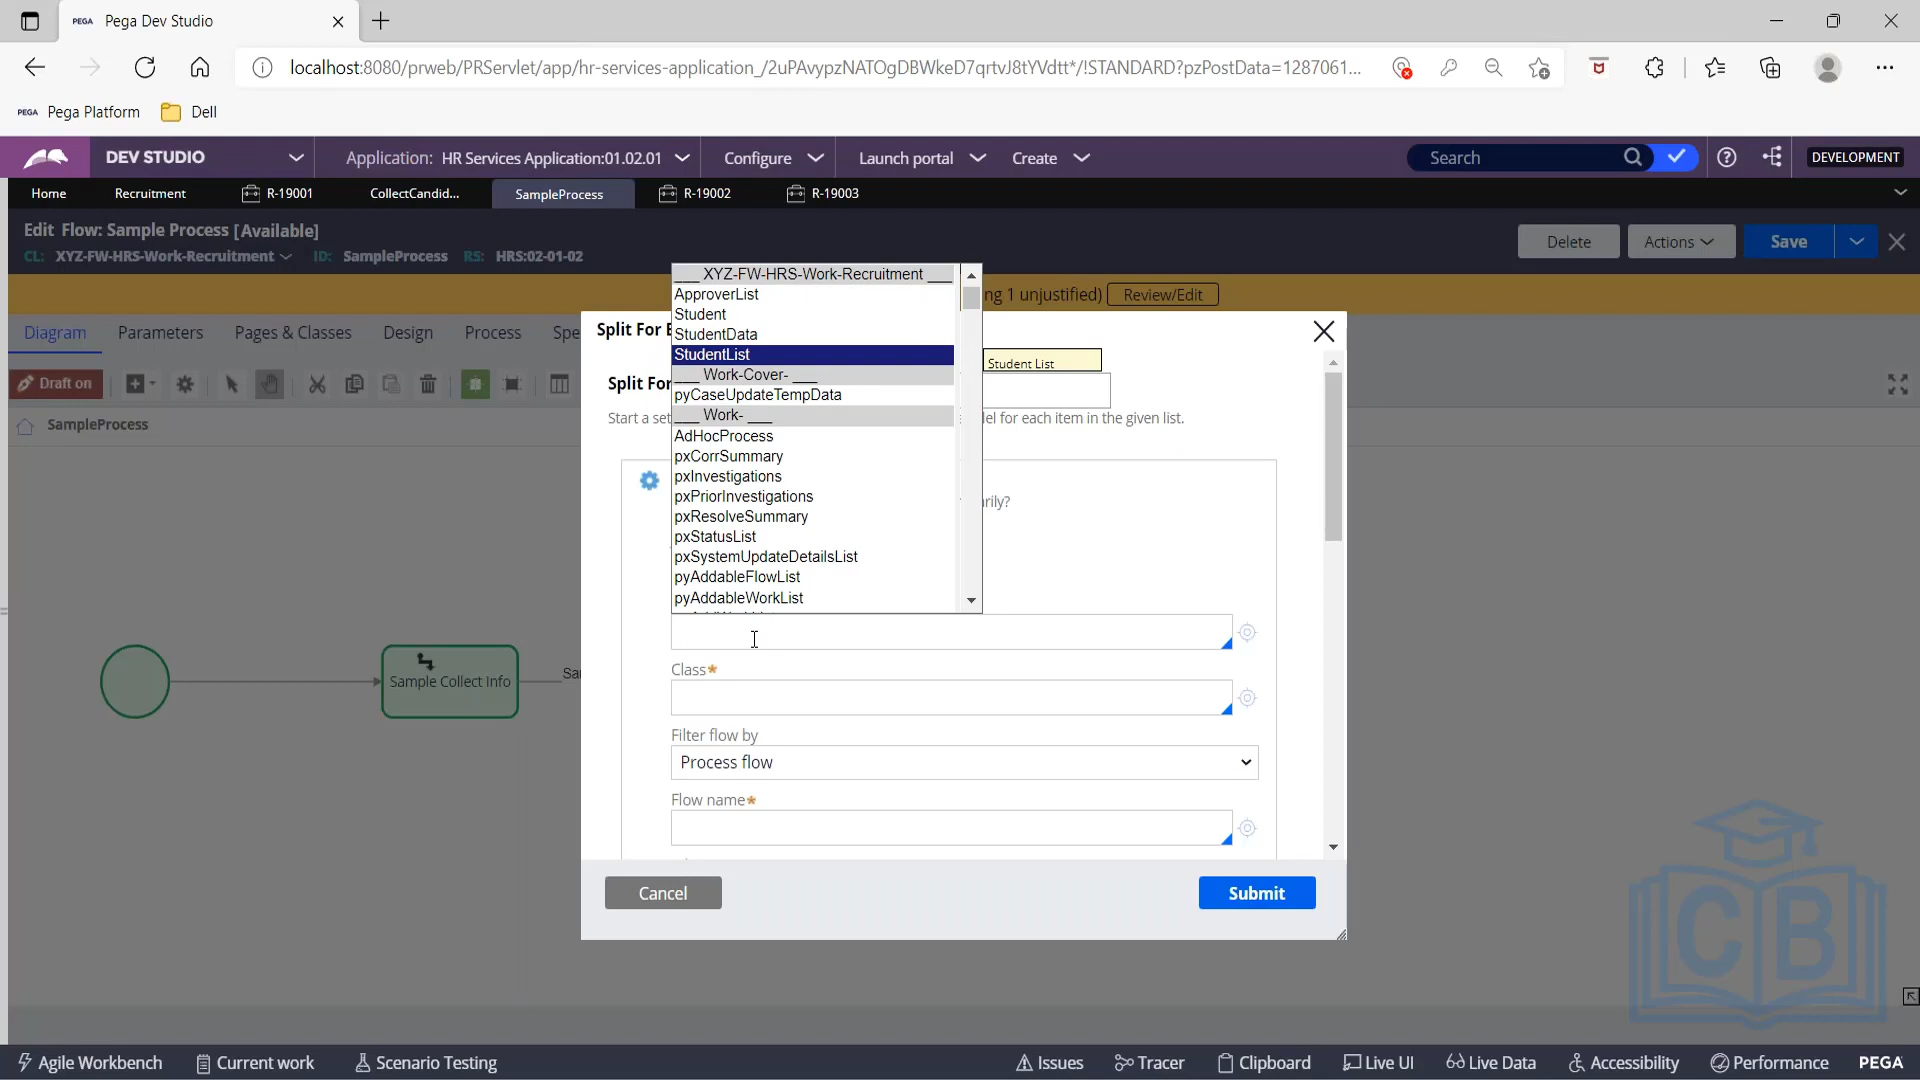 PEGA Pega Dev Studio
localhost:8080/prweb/PRServlet/app/hr-services-application_/2uPAvypzNATOgDBWkeD7qrtvJ8tYVdtt*/!STANDARD?pzPostData=1287061...
PEGA Pega Platform Dell
DEV STUDIO Application: HR Services Application:01.02.01 Configure Launch portal Create Search DEVELOPMENT
Home Recruitment R-19001 CollectCandid... SampleProcess R-19002 R-19003
Edit Flow: Sample Process [Available]
CL: XYZ-FW-HRS-Work-Recruitment ID: SampleProcess RS: HRS:02-01-02
Delete Actions Save
ng 1 unjustified) Review/Edit
Diagram Parameters Pages & Classes Design Process Spe
Draft on
SampleProcess
Sample Collect Info
Sa
Split For E
Split For
Student List
Start a set
el for each item in the given list.
rily?
___ XYZ-FW-HRS-Work-Recruitment ___
ApproverList
Student
StudentData
StudentList
___ Work-Cover- ___
pyCaseUpdateTempData
___ Work- ___
AdHocProcess
pxCorrSummary
pxInvestigations
pxPriorInvestigations
pxResolveSummary
pxStatusList
pxSystemUpdateDetailsList
pyAddableFlowList
pyAddableWorkList
Class*
Filter flow by
Process flow
Flow name*
Cancel Submit
CB
Agile Workbench Current work Scenario Testing Issues Tracer Clipboard Live UI Live Data Accessibility Performance PEGA